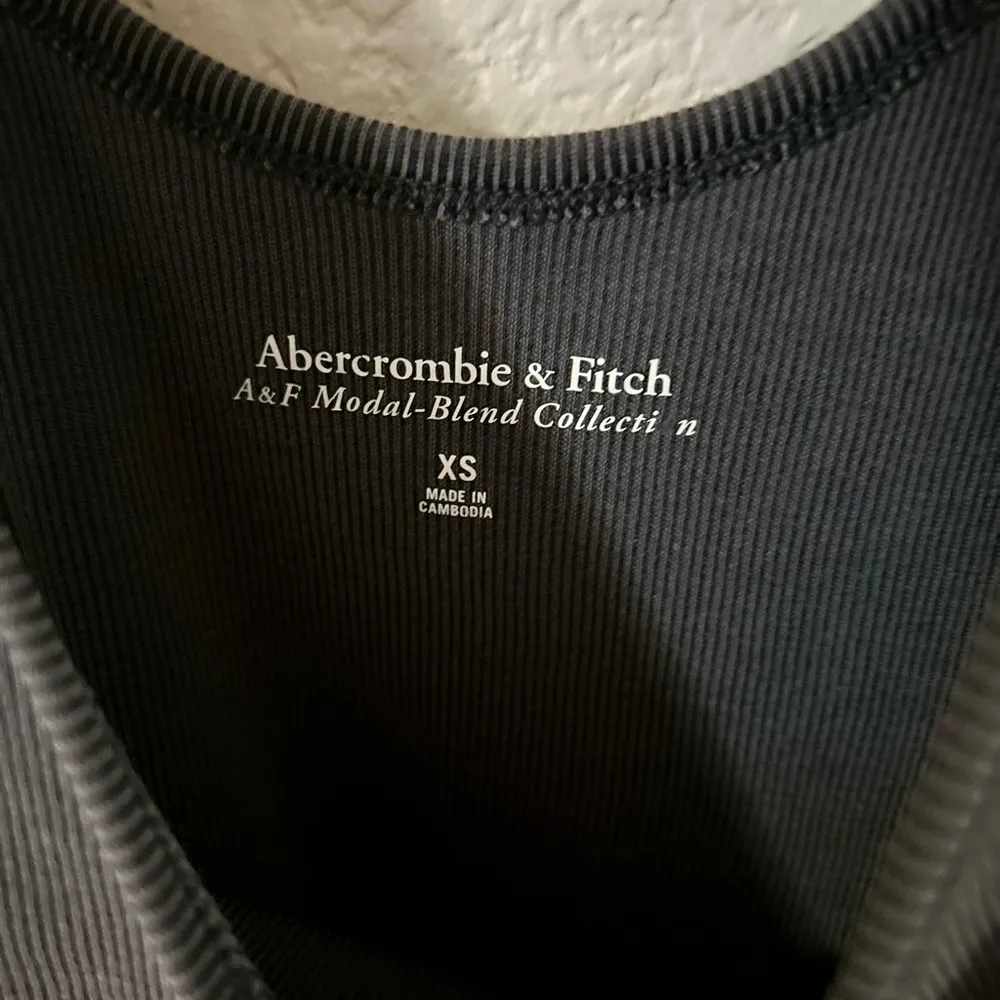 Abercrombie & Fitch
A&F Modal-Blend Collecti n
XS
MADE IN
CAMBODIA